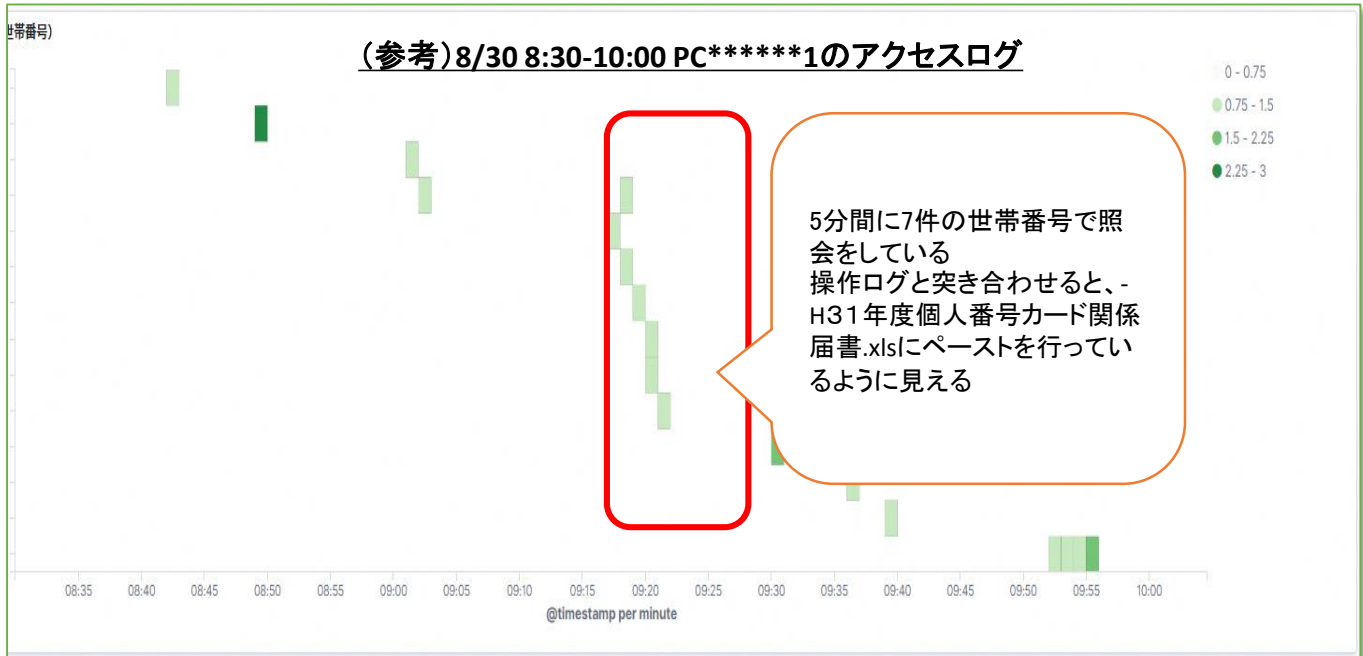 世帯番号)
(参考)8/30 8:30-10:00 PC******1のアクセスログ
0 - 0.75
0.75 - 1.5
1.5 - 2.25
2.25 - 3
5分間に7件の世帯番号で照
会をしている
操作ログと突き合わせると、-
H31年度個人番号カード関係
届書.xlsにペーストを行ってい
るように見える
08:35 08:40 08:45 08:50 08:55 09:00 09:05 09:10 09:15 09:20 09:25 09:30 09:35 09:40 09:45 09:50 09:55 10:00
@timestamp per minute